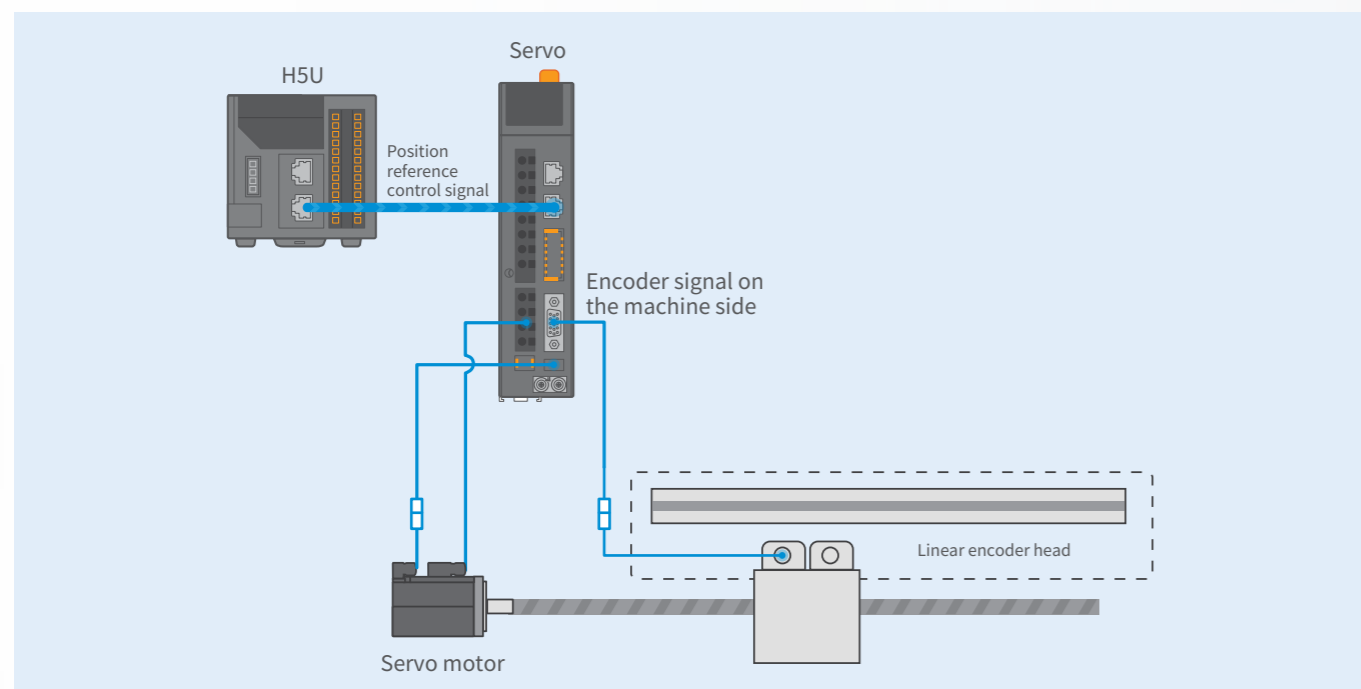 Servo
H5U
Position
reference
control signal
Encoder signal on
the machine side
Linear encoder head
Servo motor